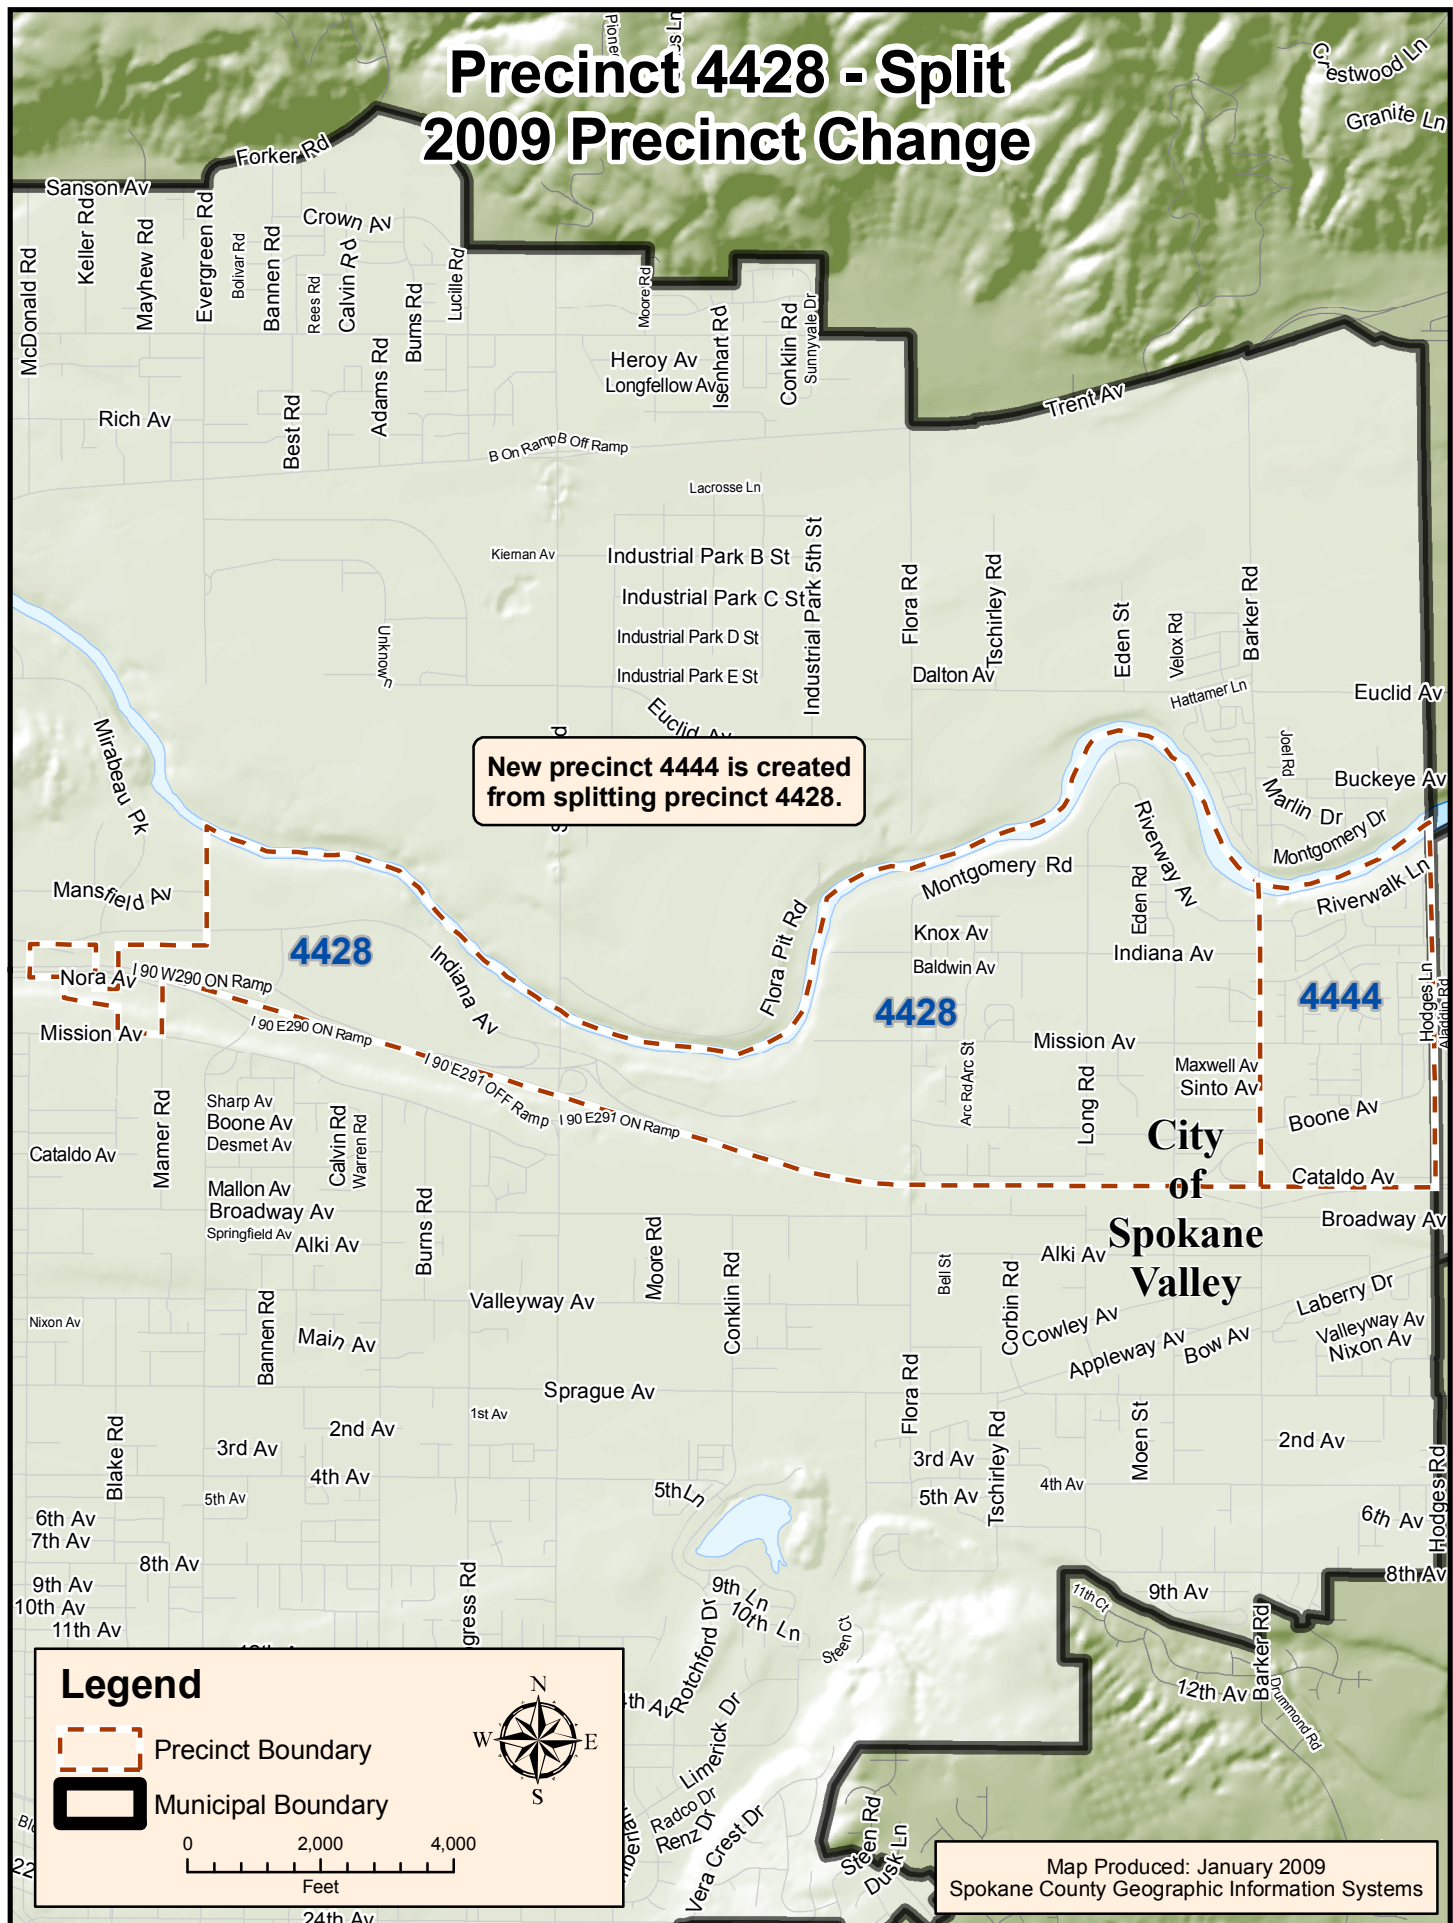 Precinct 4428 - Split
2009 Precinct Change
Crestwood Ln
Granite Ln
Forker Rd
Sanson Av
Crown Av
McDonald Rd
Keller Rd
Mayhew Rd
Evergreen Rd
Bolivar Rd
Bannen Rd
Rees Rd
Calvin Rd
Adams Rd
Burns Rd
Lucille Rd
Moore Rd
Isenhart Rd
Conklin Rd
Sunnyvale Dr
Heroy Av
Longfellow Av
Trent Av
Rich Av
Best Rd
B On Ramp
B Off Ramp
Lacrosse Ln
Kiernan Av
Industrial Park B St
Industrial Park C St
Industrial Park D St
Industrial Park E St
Industrial Park 5th St
Flora Rd
Tschirley Rd
Eden St
Velox Rd
Barker Rd
Unknown
Dalton Av
Hattamer Ln
Euclid Av
Euclid Av
Mirabeau Pk
New precinct 4444 is created
from splitting precinct 4428.
Joel Rd
Buckeye Av
Marlin Dr
Montgomery Dr
Riverway Av
Montgomery Rd
Riverwalk Ln
Mansfield Av
Eden Rd
Flora Pit Rd
Knox Av
4428
Indiana Av
Indiana Av
Baldwin Av
Nora Av
I 90 W290 ON Ramp
4444
4428
Hodges Ln
Aladdin Rd
Mission Av
I 90 E290 ON Ramp
Mission Av
I 90 E291 OFF Ramp
I 90 E291 ON Ramp
Arc Rd
Arc St
Maxwell Av
Sinto Av
Long Rd
Mamer Rd
Sharp Av
Boone Av
Desmet Av
Calvin Rd
Warren Rd
Boone Av
Cataldo Av
Cataldo Av
City
of
Spokane
Valley
Mallon Av
Broadway Av
Broadway Av
Springfield Av
Alki Av
Burns Rd
Moore Rd
Conklin Rd
Bell St
Corbin Rd
Alki Av
Valleyway Av
Laberry Dr
Nixon Av
Bannen Rd
Main Av
Cowley Av
Appleway Av
Bow Av
Valleyway Av
Nixon Av
Sprague Av
Flora Rd
Blake Rd
1st Av
2nd Av
3rd Av
4th Av
5th Av
Tschirley Rd
Moen St
2nd Av
3rd Av
4th Av
5th Av
5th Ln
Hodges Rd
6th Av
6th Av
7th Av
8th Av
8th Av
9th Av
10th Av
11th Av
9th Ln
10th Ln
Steen Ct
11th Ct
9th Av
Barker Rd
12th Av
Drummond Rd
Rotchford Dr
Limerick Dr
Radco Dr
Renz Dr
Vera Crest Dr
Steen Rd
Dusk Ln
24th Av
Legend
N
W
E
S
Precinct Boundary
Municipal Boundary
0 2,000 4,000
Feet
Map Produced: January 2009
Spokane County Geographic Information Systems